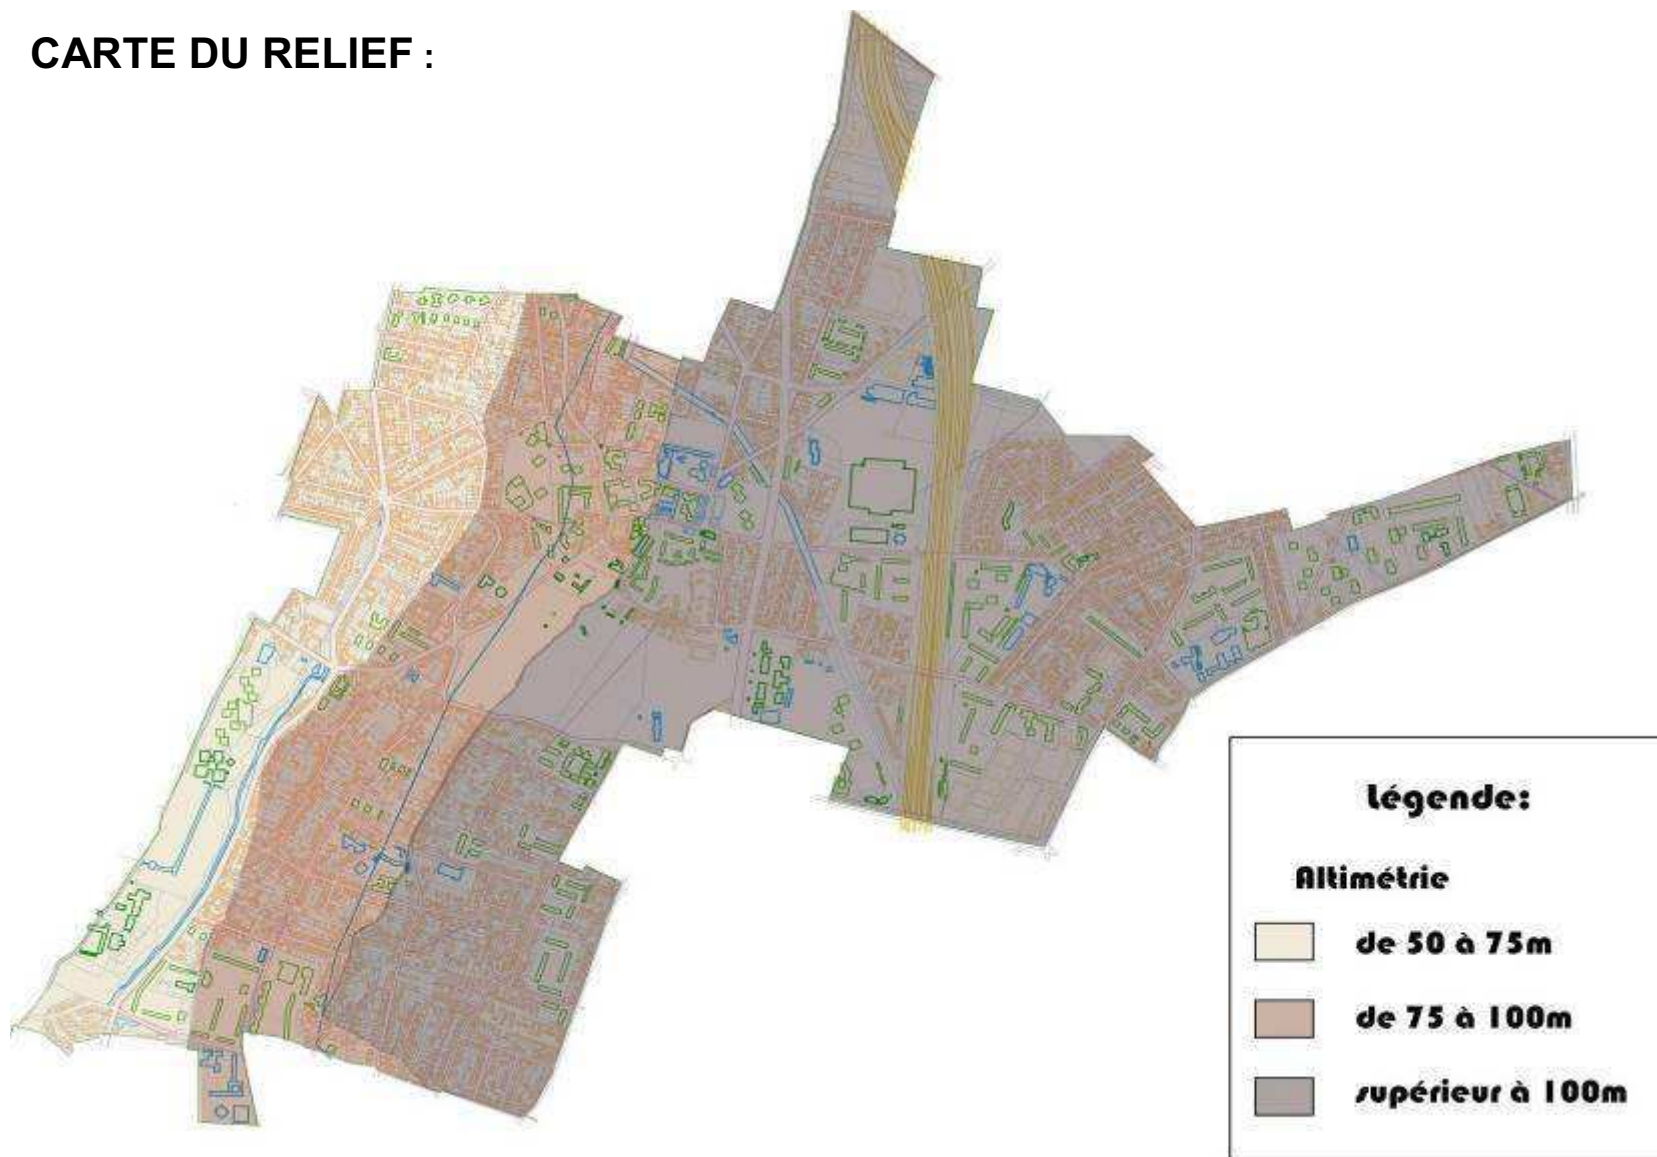 CARTE DU RELIEF :
Légende:
Altimétrie
de 50 à 75m
de 75 à 100m
supérieur à 100m